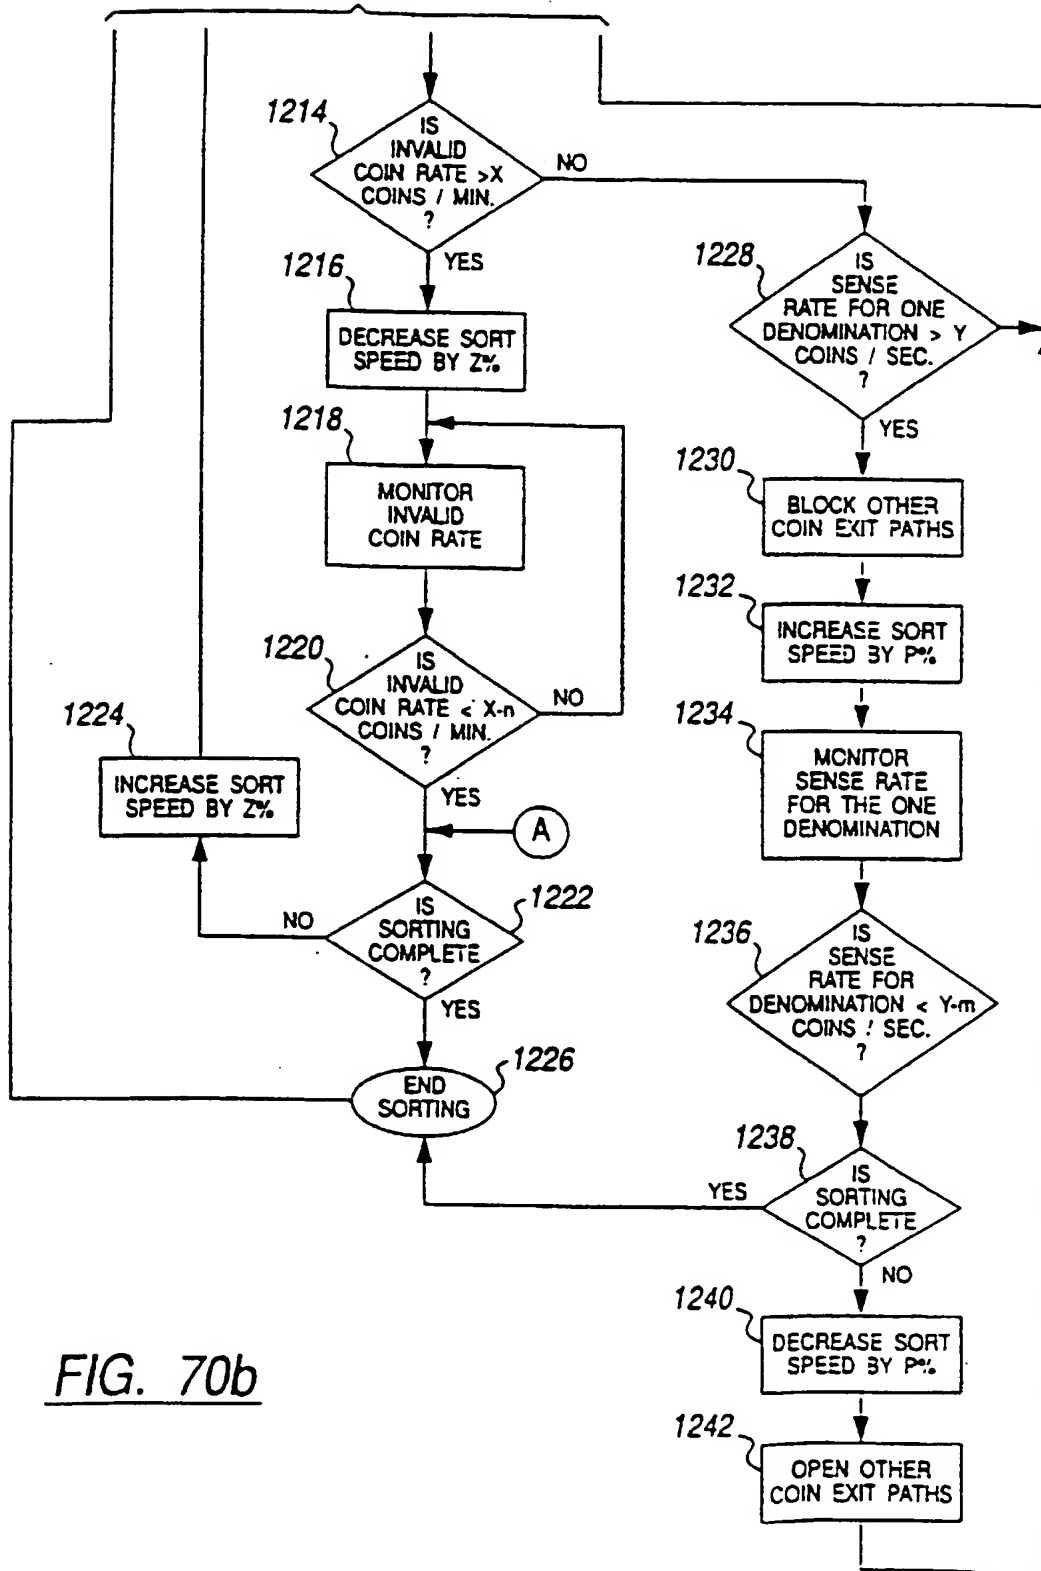 1214
IS
INVALID
COIN RATE >X
COINS / MIN.
?
NO
YES
1216
DECREASE SORT
SPEED BY Z%
1218
MONITOR
INVALID
COIN RATE
1220
IS
INVALID
COIN RATE < X-n
COINS / MIN.
?
NO
YES
1224
INCREASE SORT
SPEED BY Z%
A
1222
IS
SORTING
COMPLETE
?
NO
YES
1226
END
SORTING
1228
IS
SENSE
RATE FOR ONE
DENOMINATION > Y
COINS / SEC.
?
YES
1230
BLOCK OTHER
COIN EXIT PATHS
1232
INCREASE SORT
SPEED BY P%
1234
MONITOR
SENSE RATE
FOR THE ONE
DENOMINATION
1236
IS
SENSE
RATE FOR
DENOMINATION < Y-m
COINS / SEC.
?
1238
IS
SORTING
COMPLETE
?
YES
NO
1240
DECREASE SORT
SPEED BY P%
1242
OPEN OTHER
COIN EXIT PATHS
FIG. 70b